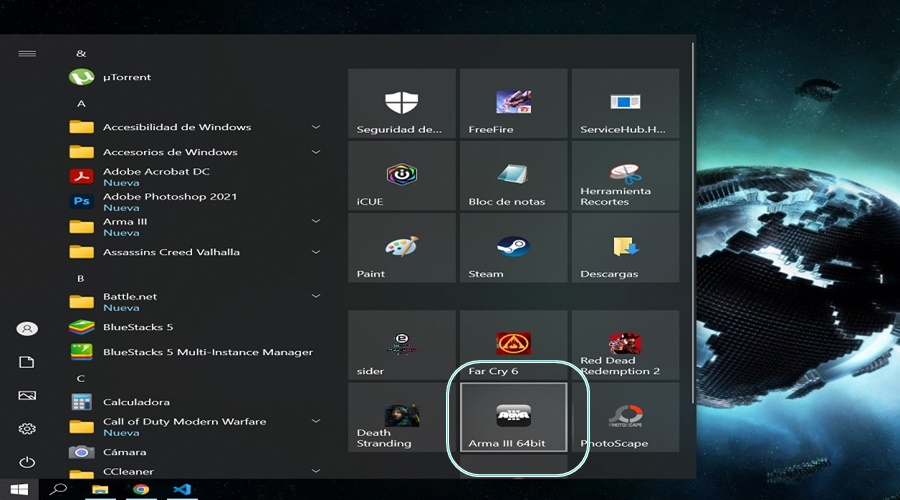 &
µTorrent
A
Accesibilidad de Windows
Accesorios de Windows
Adobe Acrobat DC
Nueva
Adobe Photoshop 2021
Nueva
Arma III
Nueva
Assassins Creed Valhalla
B
Battle.net
Nueva
BlueStacks 5
BlueStacks 5 Multi-Instance Manager
C
Calculadora
Call of Duty Modern Warfare
Nueva
Cámara
CCleaner
Seguridad de...
FreeFire
ServiceHub.H...
iCUE
Bloc de notas
Herramienta
Recortes
Paint
Steam
Descargas
sider
Far Cry 6
Red Dead
Redemption 2
Death
Stranding
Arma III 64bit
PhotoScape